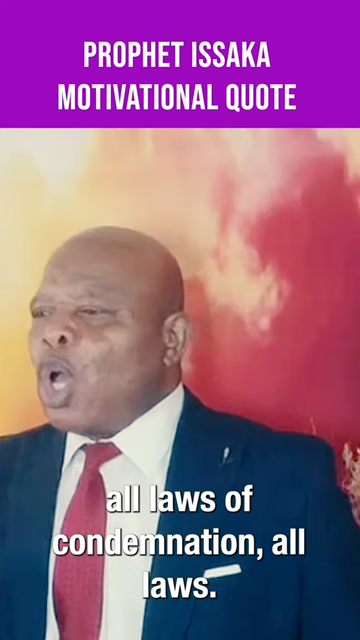 PROPHET ISSAKA
MOTIVATIONAL QUOTE
all laws of
condemnation, all
laws.